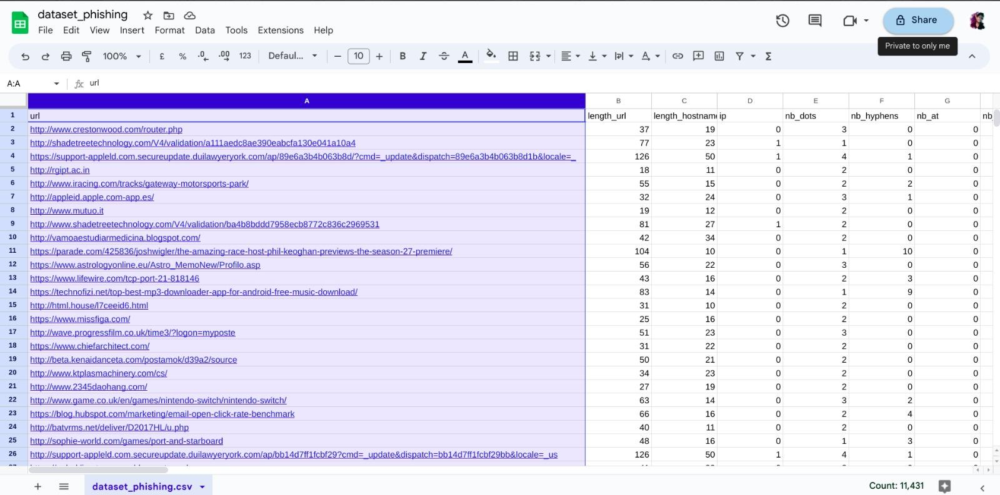 dataset_phishing
File Edit View Insert Format Data Tools Extensions Help
Share
Private to only me
100% £ % .0 .00 123 Defaul... 10 B I A
A:A fx url
A B C D E F G
1 url length_url length_hostname ip nb_dots nb_hyphens nb_at nb_
2 http://www.crestonwood.com/router.php 37 19 0 3 0 0
3 http://shadetreetechnology.com/V4/validation/a111aedc8ae390eabcfa130e041a10a4 77 23 1 1 0 0
4 https://support-appleld.com.secureupdate.duilawyeryork.com/ap/89e6a3b4b063b8d/?cmd=_update&dispatch=89e6a3b4b063b8d1b&locale=_ 126 50 1 4 1 0
5 http://rgipt.ac.in 18 11 0 2 0 0
6 http://www.iracing.com/tracks/gateway-motorsports-park/ 55 15 0 2 2 0
7 http://appleid.apple.com-app.es/ 32 24 0 3 1 0
8 http://www.mutuo.it 19 12 0 2 0 0
9 http://www.shadetreetechnology.com/V4/validation/ba4b8bddd7958ecb8772c836c2969531 81 27 1 2 0 0
10 http://vamoaestudiarmedicina.blogspot.com/ 42 34 0 2 0 0
11 https://parade.com/425836/joshwigler/the-amazing-race-host-phil-keoghan-previews-the-season-27-premiere/ 104 10 0 1 10 0
12 https://www.astrologyonline.eu/Astro_MemoNew/Profilo.asp 56 22 0 3 0 0
13 https://www.lifewire.com/tcp-port-21-818146 43 16 0 2 3 0
14 https://technofizi.net/top-best-mp3-downloader-app-for-android-free-music-download/ 83 14 0 1 9 0
15 http://html.house/l7ceeid6.html 31 10 0 2 0 0
16 https://www.missfiga.com/ 25 16 0 2 0 0
17 http://wave.progressfilm.co.uk/time3/?logon=myposte 51 23 0 3 0 0
18 https://www.chiefarchitect.com/ 31 22 0 2 0 0
19 http://beta.kenaidanceta.com/postamok/d39a2/source 50 21 0 2 0 0
20 http://www.ktplasmachinery.com/cs/ 34 23 0 2 0 0
21 http://www.2345daohang.com/ 27 19 0 2 0 0
22 http://www.game.co.uk/en/games/nintendo-switch/nintendo-switch/ 63 14 0 3 2 0
23 https://blog.hubspot.com/marketing/email-open-click-rate-benchmark 66 16 0 2 4 0
24 http://batvrms.net/deliver/D2017HL/u.php 40 11 0 2 0 0
25 http://sophie-world.com/games/port-and-starboard 48 16 0 1 3 0
26 http://support-appleld.com.secureupdate.duilawyeryork.com/ap/bb14d7ff1fcbf29?cmd=_update&dispatch=bb14d7ff1fcbf29bb&locale=_us 126 50 1 4 1 0
dataset_phishing.csv
Count: 11,431